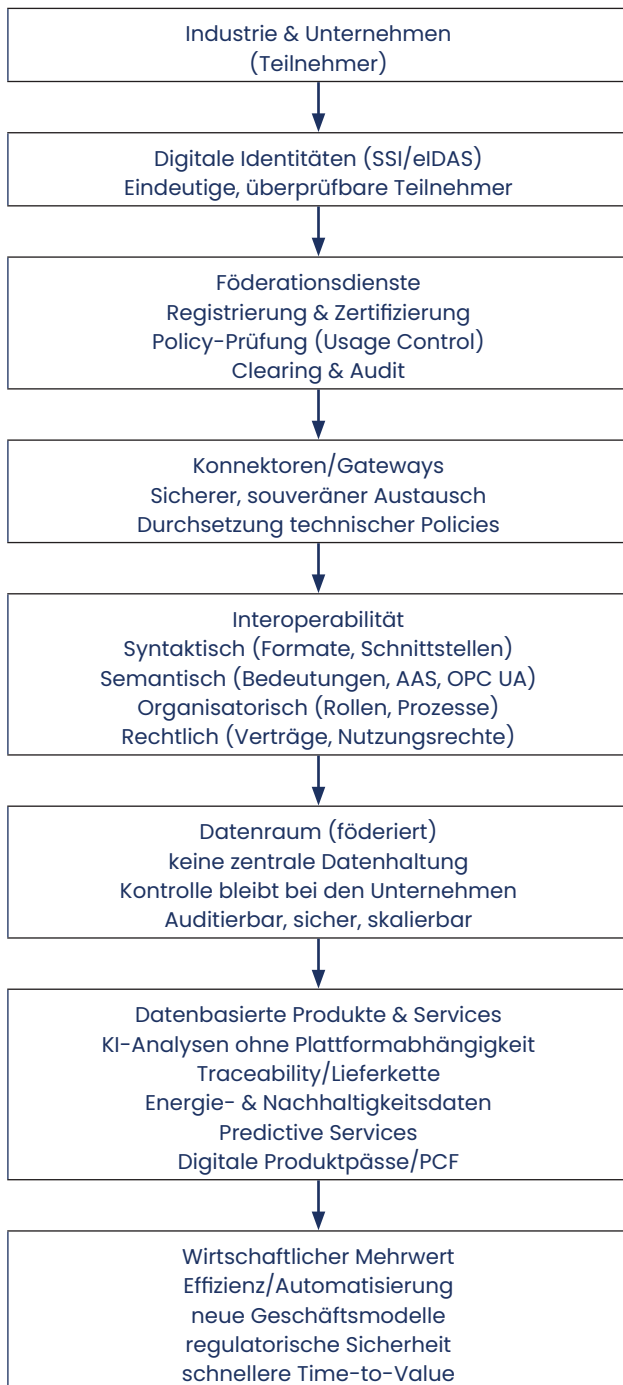 Industrie & Unternehmen
(Teilnehmer)
Digitale Identitäten (SSI/eIDAS)
Eindeutige, überprüfbare Teilnehmer
Föderationsdienste
Registrierung & Zertifizierung
Policy-Prüfung (Usage Control)
Clearing & Audit
Konnektoren/Gateways
Sicherer, souveräner Austausch
Durchsetzung technischer Policies
Interoperabilität
Syntaktisch (Formate, Schnittstellen)
Semantisch (Bedeutungen, AAS, OPC UA)
Organisatorisch (Rollen, Prozesse)
Rechtlich (Verträge, Nutzungsrechte)
Datenraum (föderiert)
keine zentrale Datenhaltung
Kontrolle bleibt bei den Unternehmen
Auditierbar, sicher, skalierbar
Datenbasierte Produkte & Services
KI-Analysen ohne Plattformabhängigkeit
Traceability/Lieferkette
Energie- & Nachhaltigkeitsdaten
Predictive Services
Digitale Produktpässe/PCF
Wirtschaftlicher Mehrwert
Effizienz/Automatisierung
neue Geschäftsmodelle
regulatorische Sicherheit
schnellere Time-to-Value